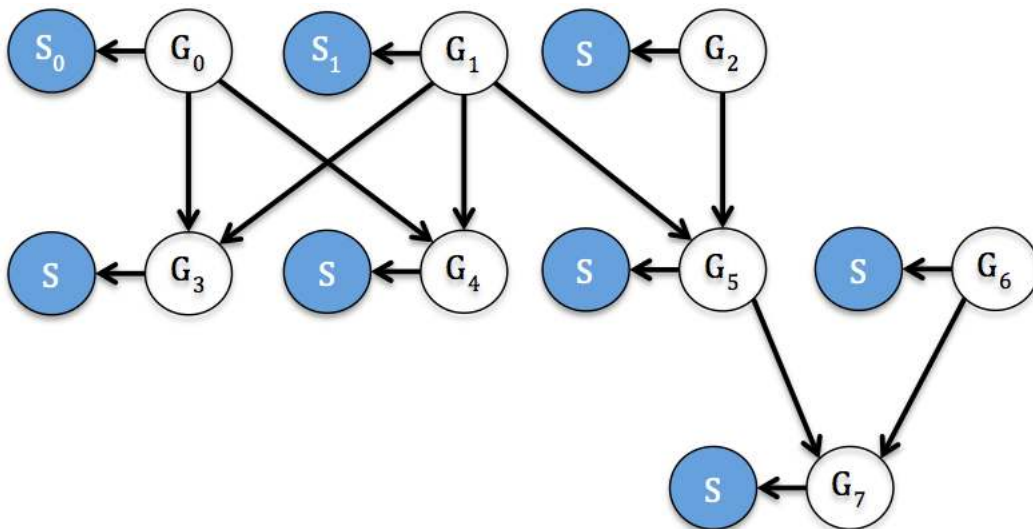 S₀ G₀ S₁ G₁ S G₂
S G₃ S G₄ S G₅ S G₆
S G₇